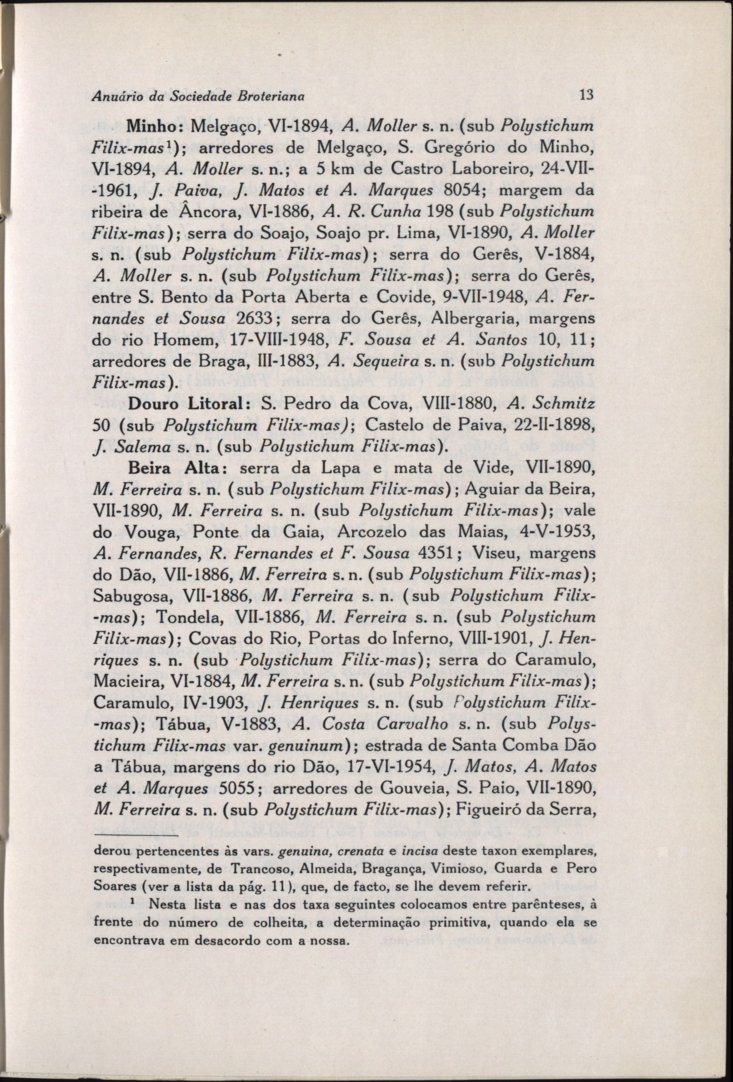 Anuário da Sociedade Broteriana 13
Minho: Melgaço, VI-1894, A. Moller s. n. (sub Polystichum
Filix-mas¹); arredores de Melgaço, S. Gregório do Minho,
VI-1894, A. Moller s. n.; a 5 km de Castro Laboreiro, 24-VII-
-1961, J. Paiva, J. Matos et A. Marques 8054; margem da
ribeira de Âncora, VI-1886, A. R. Cunha 198 (sub Polystichum
Filix-mas); serra do Soajo, Soajo pr. Lima, VI-1890, A. Moller
s. n. (sub Polystichum Filix-mas); serra do Gerês, V-1884,
A. Moller s. n. (sub Polystichum Filix-mas); serra do Gerês,
entre S. Bento da Porta Aberta e Covide, 9-VII-1948, A. Fer-
nandes et Sousa 2633; serra do Gerês, Albergaria, margens
do rio Homem, 17-VIII-1948, F. Sousa et A. Santos 10, 11;
arredores de Braga, III-1883, A. Sequeira s. n. (sub Polystichum
Filix-mas).
Douro Litoral: S. Pedro da Cova, VIII-1880, A. Schmitz
50 (sub Polystichum Filix-mas); Castelo de Paiva, 22-II-1898,
J. Salema s. n. (sub Polystichum Filix-mas).
Beira Alta: serra da Lapa e mata de Vide, VII-1890,
M. Ferreira s. n. (sub Polystichum Filix-mas); Aguiar da Beira,
VII-1890, M. Ferreira s. n. (sub Polystichum Filix-mas); vale
do Vouga, Ponte da Gaia, Arcozelo das Maias, 4-V-1953,
A. Fernandes, R. Fernandes et F. Sousa 4351; Viseu, margens
do Dão, VII-1886, M. Ferreira s. n. (sub Polystichum Filix-mas);
Sabugosa, VII-1886, M. Ferreira s. n. (sub Polystichum Filix-
-mas); Tondela, VII-1886, M. Ferreira s. n. (sub Polystichum
Filix-mas); Covas do Rio, Portas do Inferno, VIII-1901, J. Hen-
riques s. n. (sub Polystichum Filix-mas); serra do Caramulo,
Macieira, VI-1884, M. Ferreira s. n. (sub Polystichum Filix-mas);
Caramulo, IV-1903, J. Henriques s. n. (sub Polystichum Filix-
-mas); Tábua, V-1883, A. Costa Carvalho s. n. (sub Polys-
tichum Filix-mas var. genuinum); estrada de Santa Comba Dão
a Tábua, margens do rio Dão, 17-VI-1954, J. Matos, A. Matos
et A. Marques 5055; arredores de Gouveia, S. Paio, VII-1890,
M. Ferreira s. n. (sub Polystichum Filix-mas); Figueiró da Serra,
derou pertencentes às vars. genuina, crenata e incisa deste taxon exemplares,
respectivamente, de Trancoso, Almeida, Bragança, Vimioso, Guarda e Pero
Soares (ver a lista da pág. 11), que, de facto, se lhe devem referir.
¹ Nesta lista e nas dos taxa seguintes colocamos entre parênteses, à
frente do número de colheita, a determinação primitiva, quando ela se
encontrava em desacordo com a nossa.